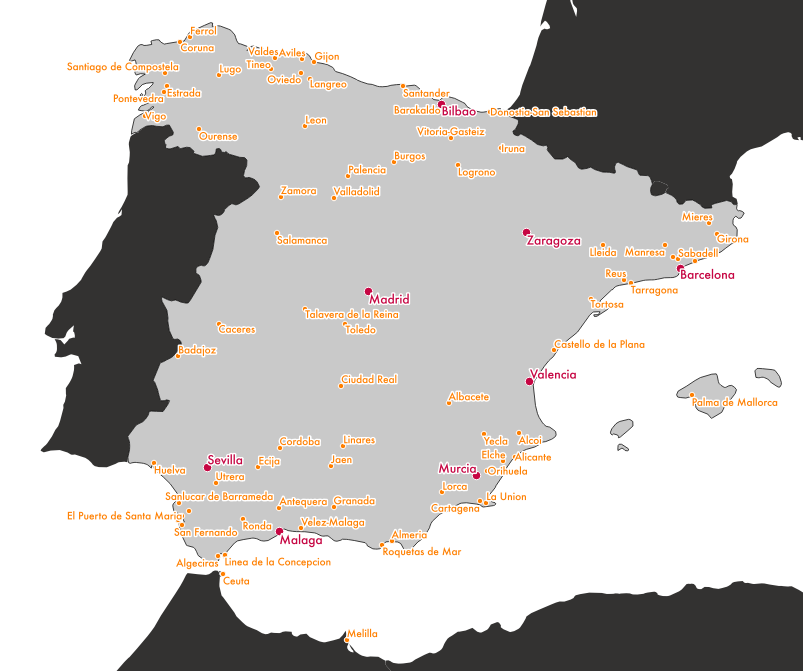 Ferrol
Coruna
Valdes
Aviles
Gijon
Santiago de Compostela
Lugo
Tineo
Oviedo
Langreo
Santander
Pontevedra
Estrada
Barakaldo
Bilbao
Donostia-San Sebastian
Vigo
Leon
Ourense
Vitoria-Gasteiz
Iruna
Burgos
Palencia
Logrono
Zamora
Valladolid
Mieres
Salamanca
Zaragoza
Girona
Lleida
Manresa
Sabadell
Reus
Barcelona
Tarragona
Madrid
Tortosa
Talavera de la Reina
Caceres
Toledo
Badajoz
Castello de la Plana
Valencia
Ciudad Real
Albacete
Palma de Mallorca
Cordoba
Linares
Yecla
Alcoi
Sevilla
Ecija
Jaen
Elche
Alicante
Huelva
Murcia
Orihuela
Utrera
Lorca
Sanlucar de Barrameda
Antequera
Granada
La Union
Cartagena
El Puerto de Santa Maria
Ronda
Velez-Malaga
San Fernando
Malaga
Almeria
Roquetas de Mar
Algeciras
Linea de la Concepcion
Ceuta
Melilla